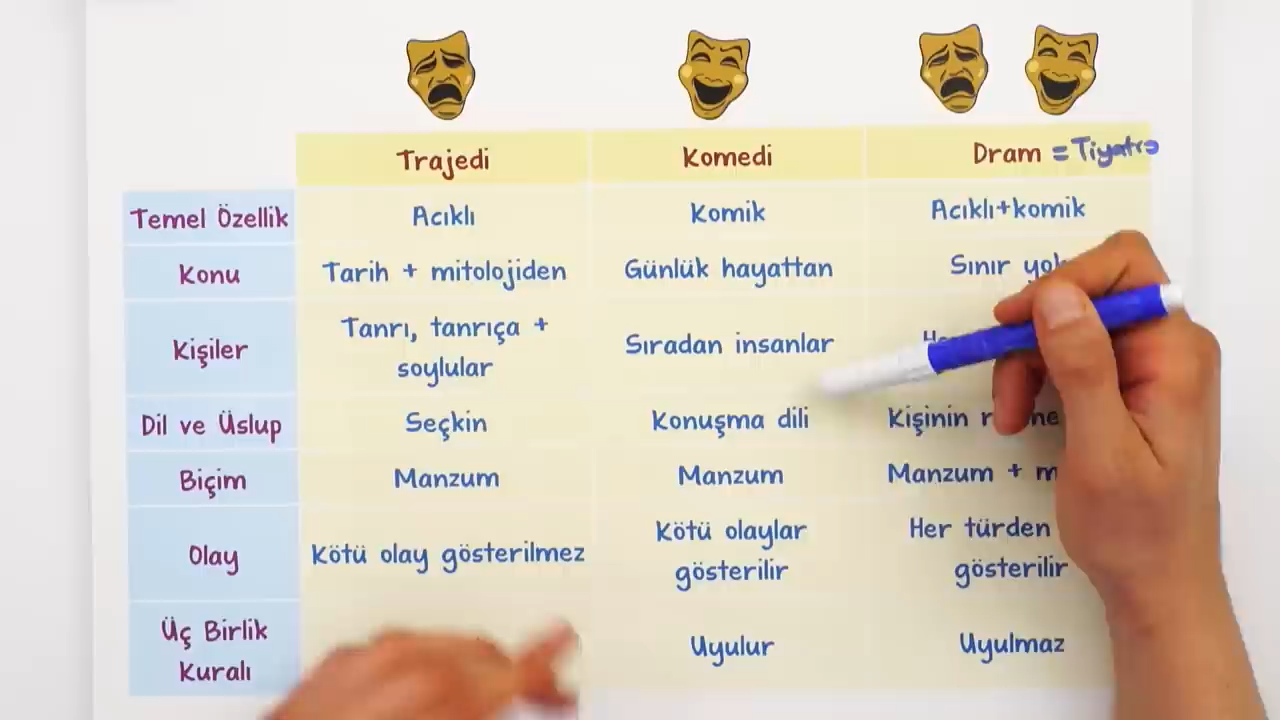 Trajedi Komedi Dram = Tiyatro
Temel Özellik Acıklı Komik Acıklı+komik
Konu Tarih + mitolojiden Günlük hayattan Sınır
Kişiler Tanrı, tanrıça +
soylular Sıradan insanlar
Dil ve Üslup Seçkin Konuşma dili Kişinin
Biçim Manzum Manzum Manzum +
Olay Kötü olay gösterilmez Kötü olaylar
gösterilir Her türden
gösterilir
Üç Birlik
Kuralı Uyulur Uyulmaz